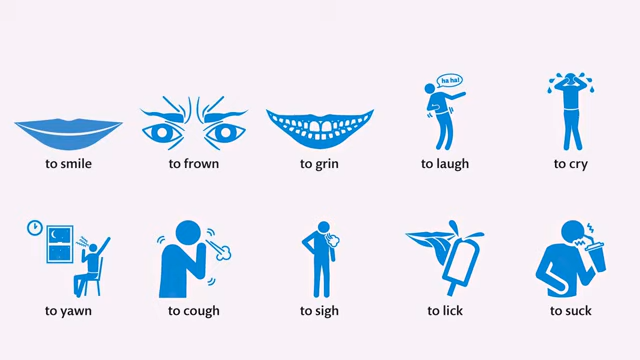 ha ha!
to smile
to frown
to grin
to laugh
to cry
to yawn
to cough
to sigh
to lick
to suck